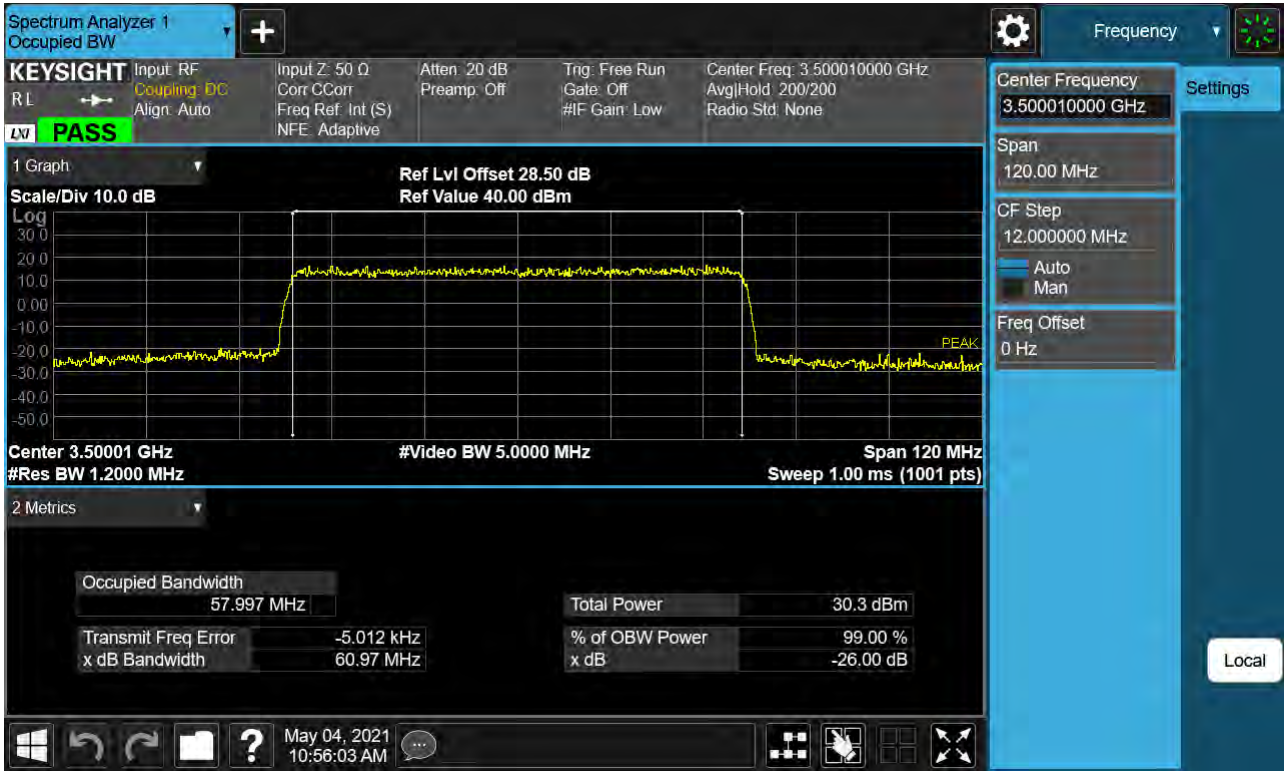 Spectrum Analyzer 1
Occupied BW
+
Frequency
KEYSIGHT
RL
LXI
PASS
Input: RF
Coupling: DC
Align: Auto
Input Z: 50 Ω
Corr CCorr
Freq Ref: Int (S)
NFE: Adaptive
Atten: 20 dB
Preamp: Off
Trig: Free Run
Gate: Off
#IF Gain: Low
Center Freq: 3.500010000 GHz
Avg|Hold: 200/200
Radio Std: None
Center Frequency
3.500010000 GHz
Settings
Span
120.00 MHz
CF Step
12.000000 MHz
Auto
Man
Freq Offset
0 Hz
Local
1 Graph
Scale/Div 10.0 dB
Ref Lvl Offset 28.50 dB
Ref Value 40.00 dBm
Log
30.0
20.0
10.0
0.00
-10.0
-20.0
-30.0
-40.0
-50.0
PEAK
Center 3.50001 GHz
#Video BW 5.0000 MHz
Span 120 MHz
#Res BW 1.2000 MHz
Sweep 1.00 ms (1001 pts)
2 Metrics
Occupied Bandwidth
57.997 MHz
Total Power 30.3 dBm
Transmit Freq Error -5.012 kHz
% of OBW Power 99.00 %
x dB Bandwidth 60.97 MHz
x dB -26.00 dB
?
May 04, 2021
10:56:03 AM